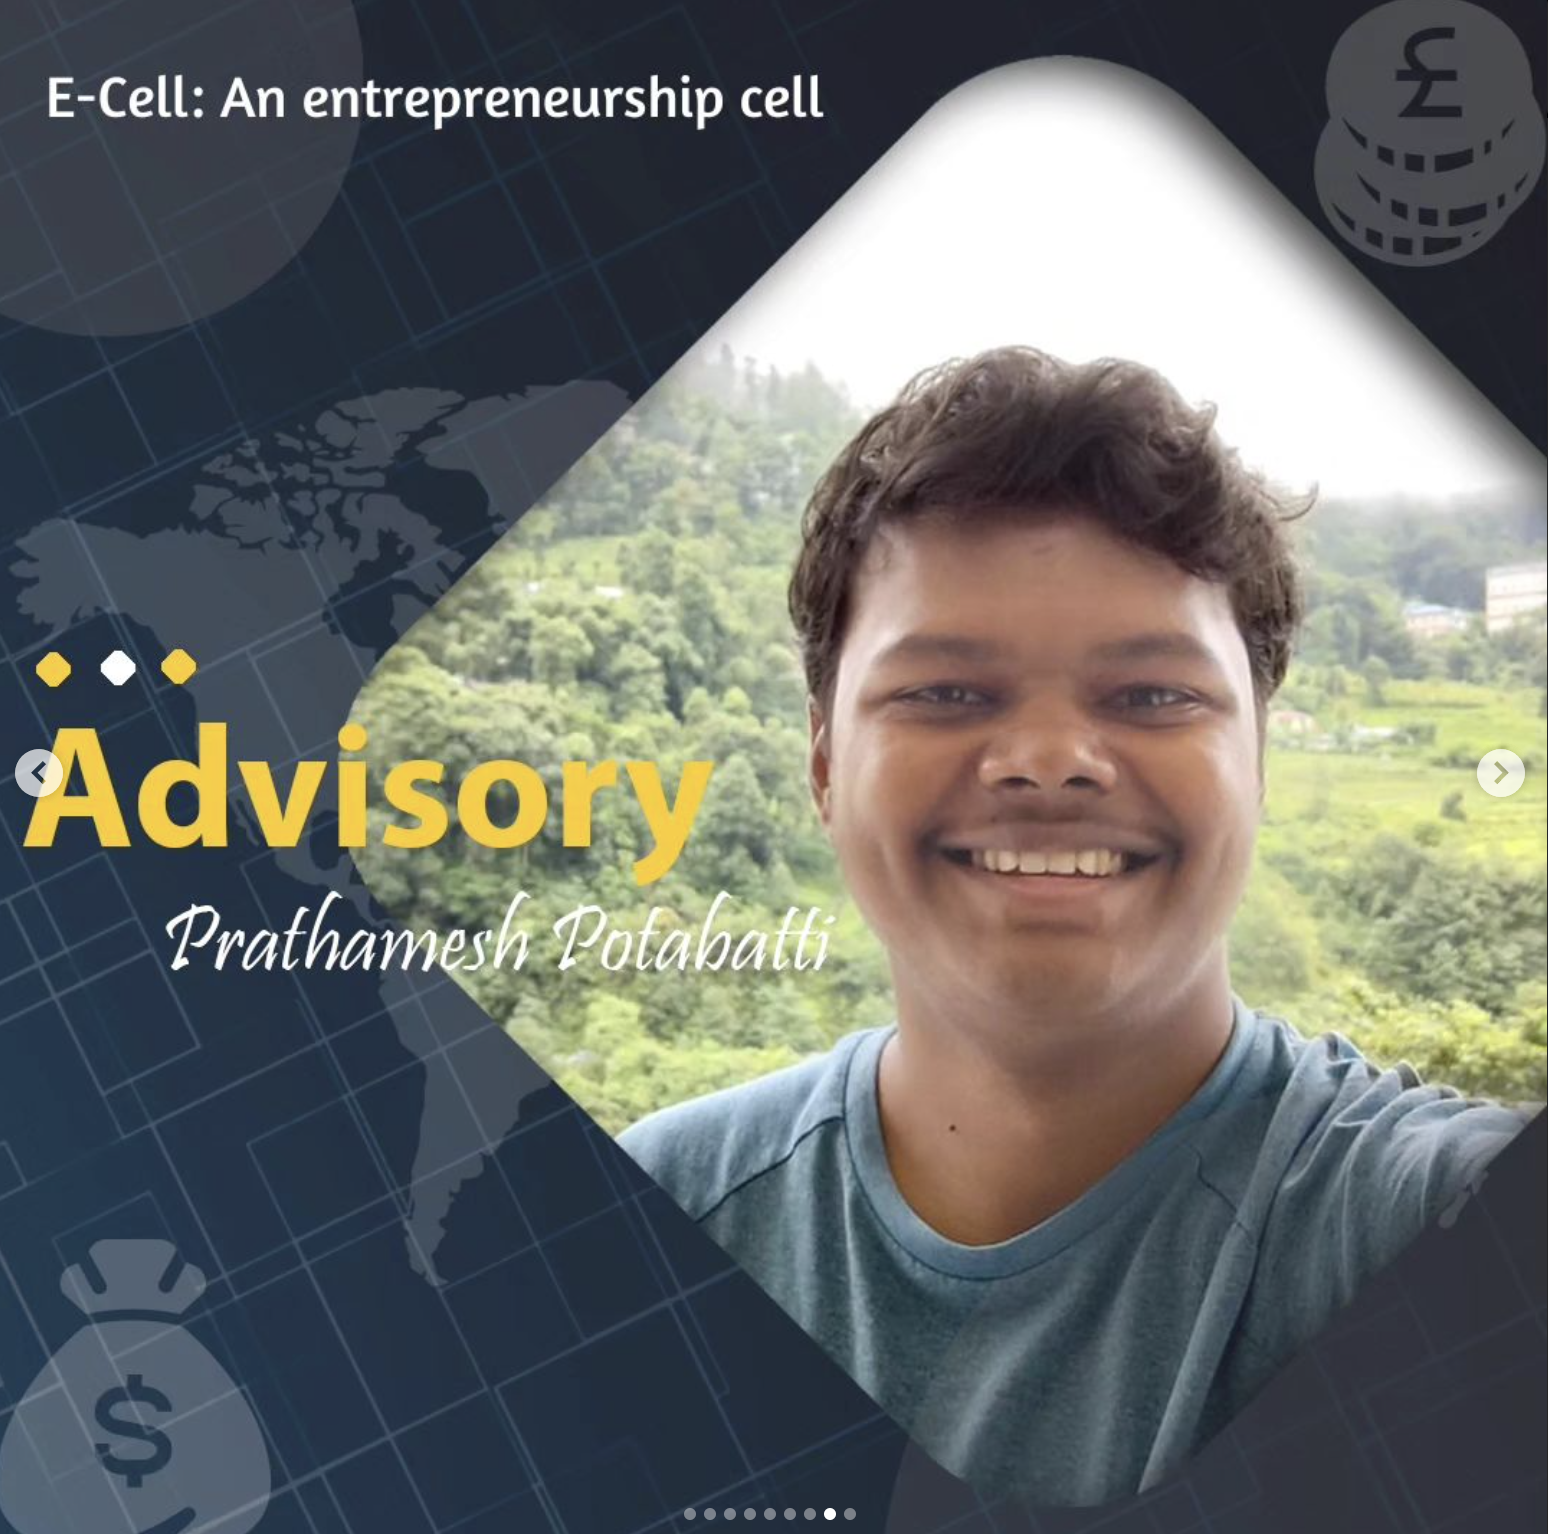 E-Cell: An entrepreneurship cell
£
Advisory
Prathamesh Potabatti
$